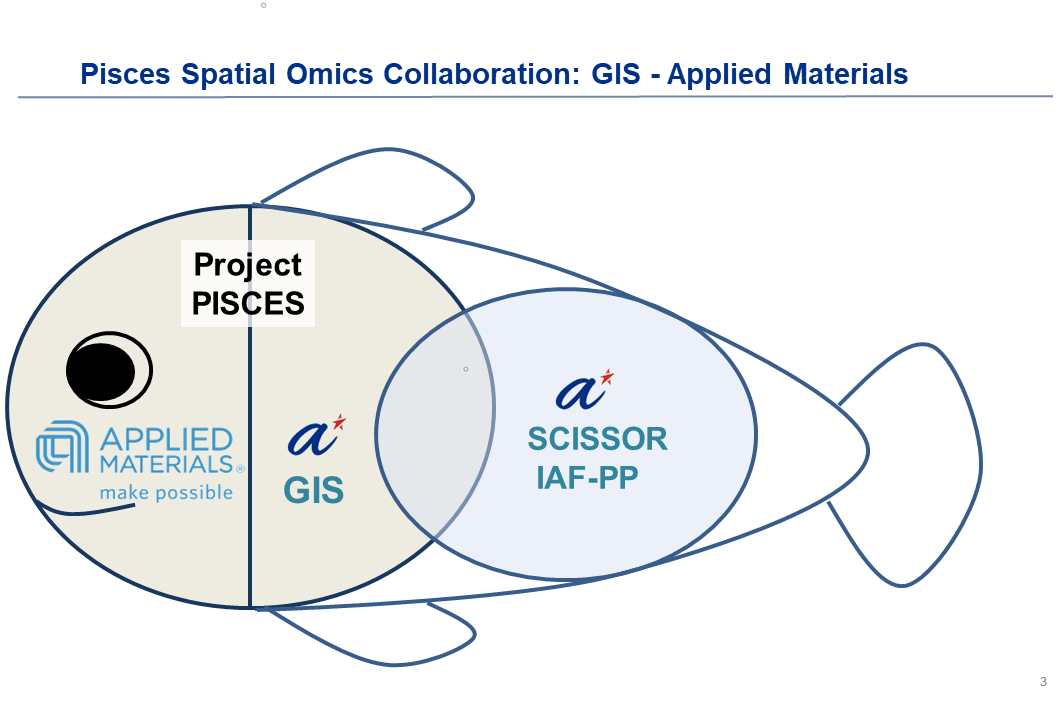 Pisces Spatial Omics Collaboration: GIS - Applied Materials
Project
PISCES
APPLIED
MATERIALS®
make possible
a
GIS
a
SCISSOR
IAF-PP
3